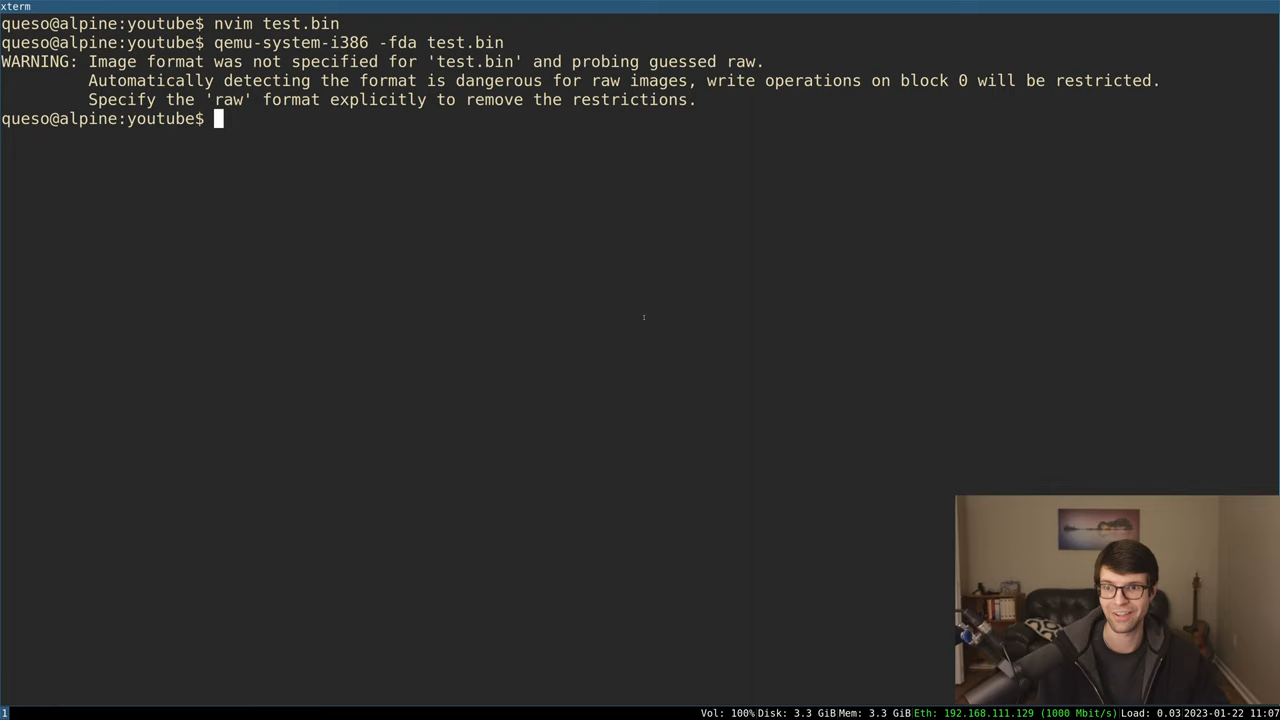 xterm
queso@alpine:youtube$ nvim test.bin
queso@alpine:youtube$ qemu-system-i386 -fda test.bin
WARNING: Image format was not specified for 'test.bin' and probing guessed raw.
Automatically detecting the format is dangerous for raw images, write operations on block 0 will be restricted.
Specify the 'raw' format explicitly to remove the restrictions.
queso@alpine:youtube$
1 Vol: 100% Disk: 3.3 GiB Mem: 3.3 GiB Eth: 192.168.111.129 (1000 Mbit/s) Load: 0.03 2023-01-22 11:07